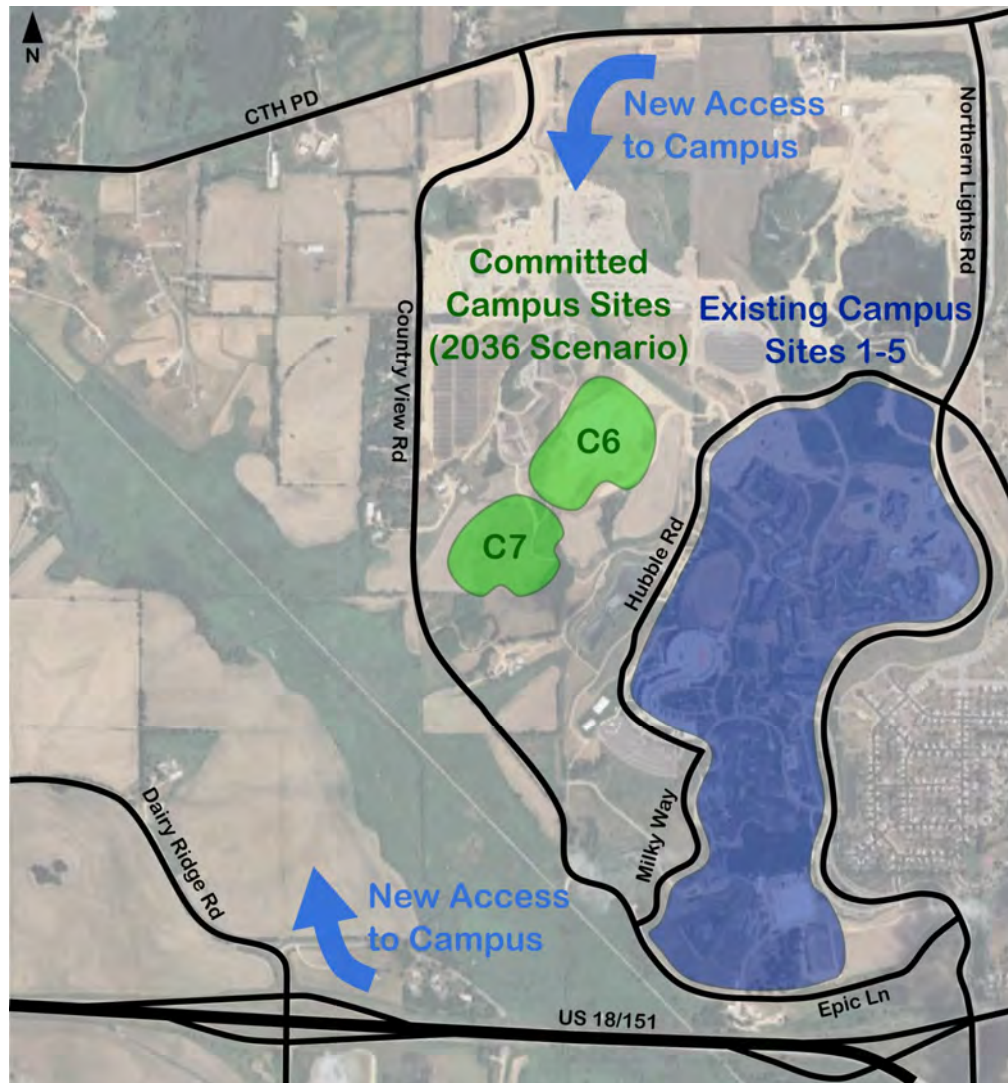 N
CTH PD
New Access
to Campus
Northern Lights Rd
Committed
Campus Sites
(2036 Scenario)
Existing Campus
Sites 1-5
Country View Rd
C6
C7
Hubble Rd
Milky Way
Dairy Ridge Rd
New Access
to Campus
Epic Ln
US 18/151